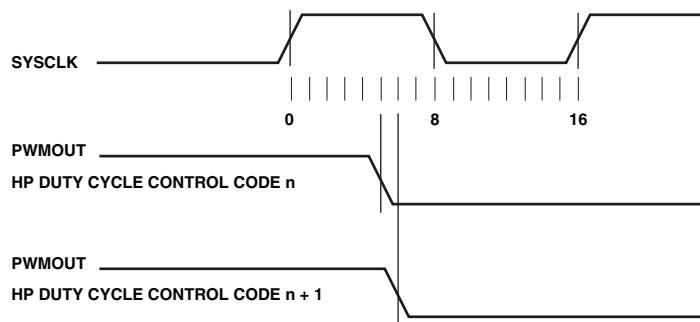 SYSCLK
0 8 16
PWMOUT
HP DUTY CYCLE CONTROL CODE n
PWMOUT
HP DUTY CYCLE CONTROL CODE n + 1